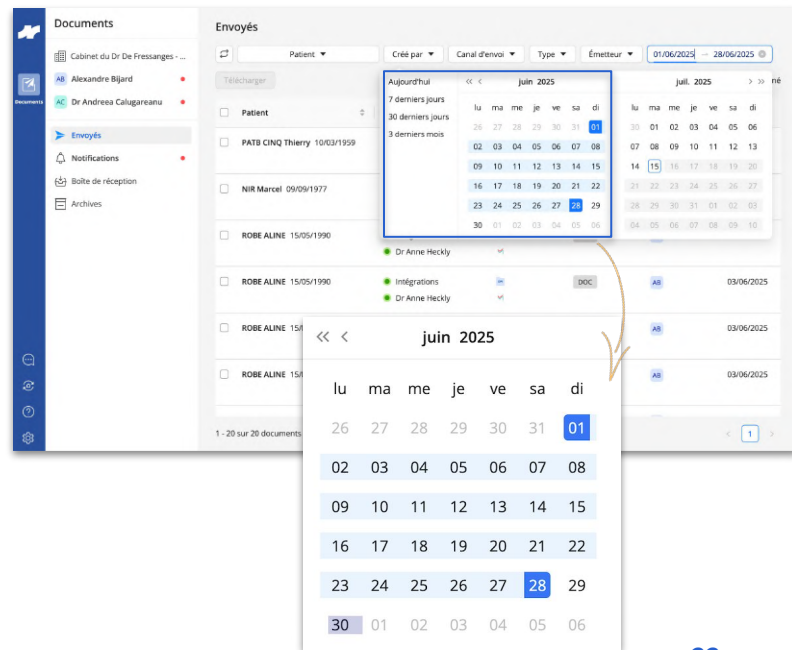 Documents
Documents
Cabinet du Dr De Fressanges - ...
AB Alexandre Bijard
AC Dr Andreea Calugareanu
Envoyés
Notifications
Boîte de réception
Archives
Envoyés
Patient Créé par Canal d'envoi Type Émetteur 01/06/2025 — 28/06/2025
Télécharger
Patient
né
PATB CINQ Thierry 10/03/1959
NIR Marcel 09/09/1977
ROBE ALINE 15/05/1990
Dr Anne Heckly
ROBE ALINE 15/05/1990 Intégrations DOC AB 03/06/2025
Dr Anne Heckly
ROBE ALINE AB 03/06/2025
ROBE ALINE AB 03/06/2025
1 - 20 sur 20 documents
< 1 >
Aujourd'hui
7 derniers jours
30 derniers jours
3 derniers mois
<< < juin 2025
lu ma me je ve sa di
26 27 28 29 30 31 01
02 03 04 05 06 07 08
09 10 11 12 13 14 15
16 17 18 19 20 21 22
23 24 25 26 27 28 29
30 01 02 03 04 05 06
juil. 2025 > >>
lu ma me je ve sa di
30 01 02 03 04 05 06
07 08 09 10 11 12 13
14 15 16 17 18 19 20
21 22 23 24 25 26 27
28 29 30 31 01 02 03
04 05 06 07 08 09 10
<< < juin 2025
lu ma me je ve sa di
26 27 28 29 30 31 01
02 03 04 05 06 07 08
09 10 11 12 13 14 15
16 17 18 19 20 21 22
23 24 25 26 27 28 29
30 01 02 03 04 05 06